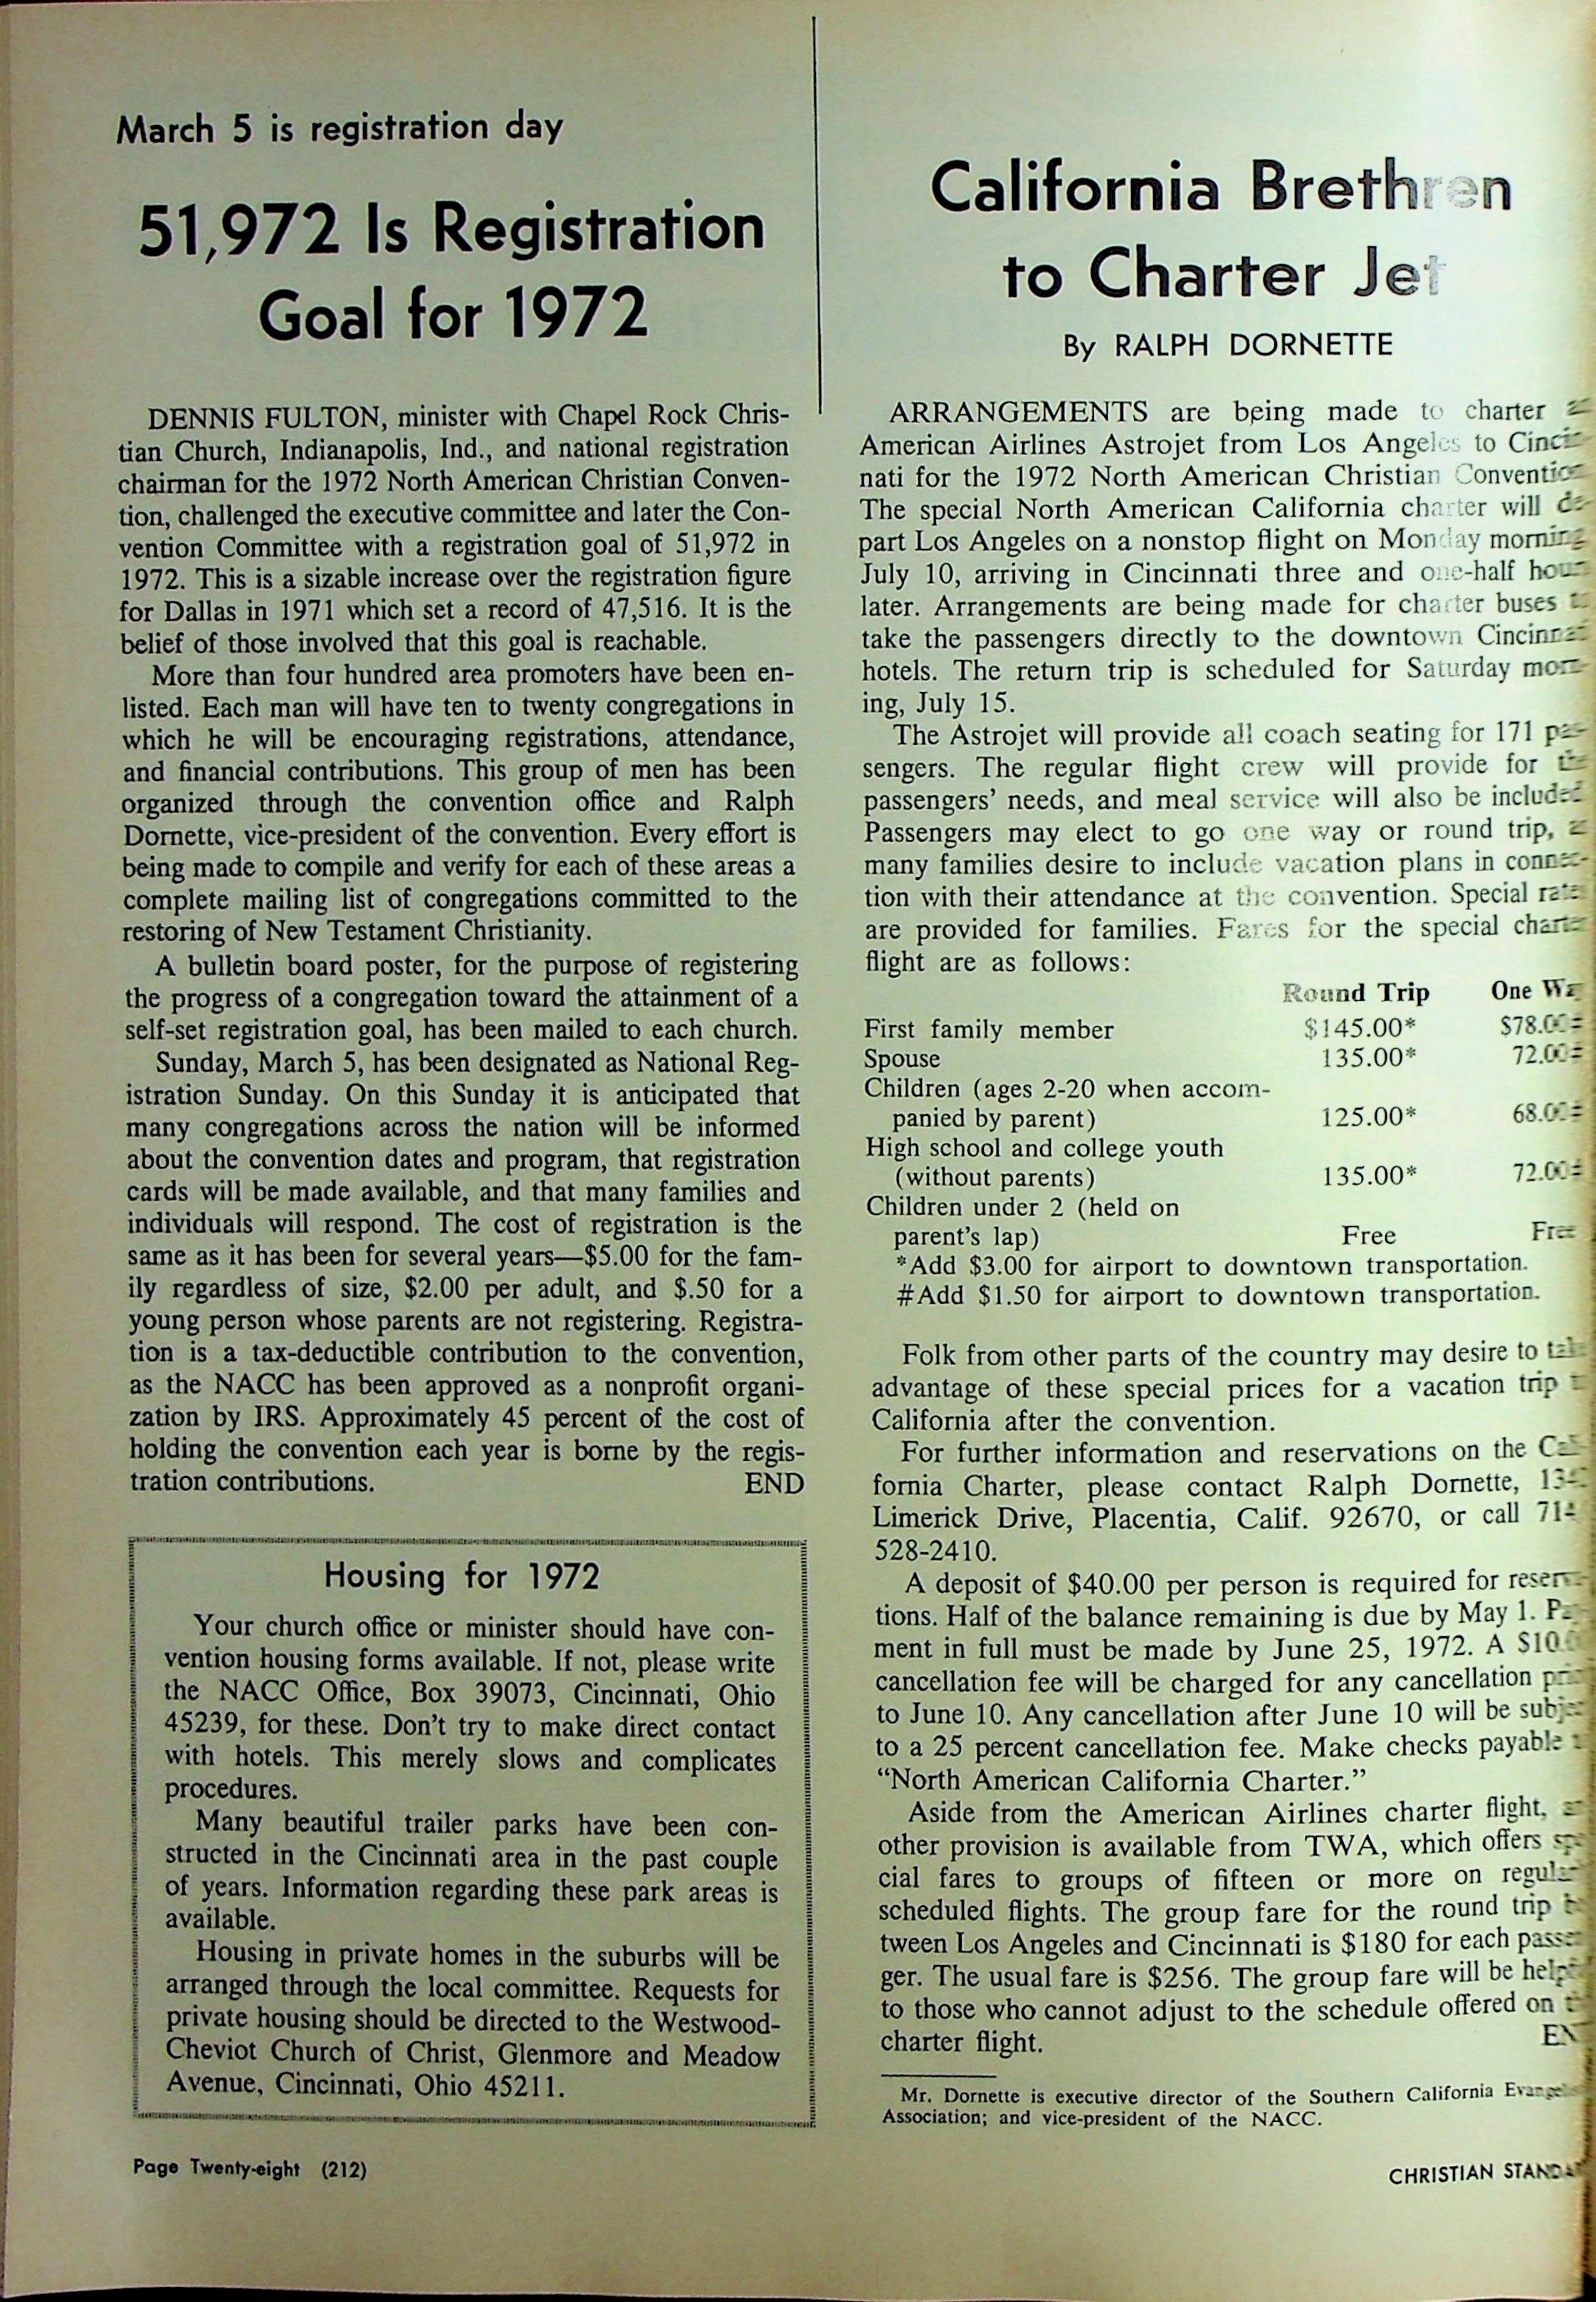 March 5 is registration day
51,972 Is Registration
Goal for 1972
DENNIS FULTON, minister with Chapel Rock Chris-
tian Church, Indianapolis, Ind., and national registration
chairman for the 1972 North American Christian Conven-
tion, challenged the executive committee and later the Con-
vention Committee with a registration goal of 51,972 in
1972. This is a sizable increase over the registration figure
for Dallas in 1971 which set a record of 47,516. It is the
belief of those involved that this goal is reachable.
More than four hundred area promoters have been en-
listed. Each man will have ten to twenty congregations in
which he will be encouraging registrations, attendance,
and financial contributions. This group of men has been
organized through the convention office and Ralph
Dornette, vice-president of the convention. Every effort is
being made to compile and verify for each of these areas a
complete mailing list of congregations committed to the
restoring of New Testament Christianity.
A bulletin board poster, for the purpose of registering
the progress of a congregation toward the attainment of a
self-set registration goal, has been mailed to each church.
Sunday, March 5, has been designated as National Reg-
istration Sunday. On this Sunday it is anticipated that
many congregations across the nation will be informed
about the convention dates and program, that registration
cards will be made available, and that many families and
individuals will respond. The cost of registration is the
same as it has been for several years—$5.00 for the fam-
ily regardless of size, $2.00 per adult, and $.50 for a
young person whose parents are not registering. Registra-
tion is a tax-deductible contribution to the convention,
as the NACC has been approved as a nonprofit organi-
zation by IRS. Approximately 45 percent of the cost of
holding the convention each year is borne by the regis-
tration contributions. END
Housing for 1972
Your church office or minister should have con-
vention housing forms available. If not, please write
the NACC Office, Box 39073, Cincinnati, Ohio
45239, for these. Don't try to make direct contact
with hotels. This merely slows and complicates
procedures.
Many beautiful trailer parks have been con-
structed in the Cincinnati area in the past couple
of years. Information regarding these park areas is
available.
Housing in private homes in the suburbs will be
arranged through the local committee. Requests for
private housing should be directed to the Westwood-
Cheviot Church of Christ, Glenmore and Meadow
Avenue, Cincinnati, Ohio 45211.
Page Twenty-eight (212)
California Brethren
to Charter Jet
By RALPH DORNETTE
ARRANGEMENTS are being made to charter
American Airlines Astrojet from Los Angeles to Cincin-
nati for the 1972 North American Christian Convention
The special North American California charter will de-
part Los Angeles on a nonstop flight on Monday morning
July 10, arriving in Cincinnati three and one-half hours
later. Arrangements are being made for charter buses
take the passengers directly to the downtown Cincinnati
hotels. The return trip is scheduled for Saturday morn-
ing, July 15.
The Astrojet will provide all coach seating for 171 pas-
sengers. The regular flight crew will provide for the
passengers' needs, and meal service will also be included
Passengers may elect to go one way or round trip,
many families desire to include vacation plans in connec-
tion with their attendance at the convention. Special rates
are provided for families. Fares for the special charter
flight are as follows:
Round Trip One Way
First family member $145.00* $78.00#
Spouse 135.00* 72.00#
Children (ages 2-20 when accom-
panied by parent) 125.00* 68.00#
High school and college youth
(without parents) 135.00* 72.00#
Children under 2 (held on
parent's lap) Free Free
*Add $3.00 for airport to downtown transportation.
#Add $1.50 for airport to downtown transportation.
Folk from other parts of the country may desire to take
advantage of these special prices for a vacation trip
California after the convention.
For further information and reservations on the Cali-
fornia Charter, please contact Ralph Dornette,
Limerick Drive, Placentia, Calif. 92670, or call 714
528-2410.
A deposit of $40.00 per person is required for reserva-
tions. Half of the balance remaining is due by May 1. Pay-
ment in full must be made by June 25, 1972. A
cancellation fee will be charged for any cancellation prior
to June 10. Any cancellation after June 10 will be subject
to a 25 percent cancellation fee. Make checks payable
"North American California Charter."
Aside from the American Airlines charter flight,
other provision is available from TWA, which offers spe-
cial fares to groups of fifteen or more on regular
scheduled flights. The group fare for the round trip
tween Los Angeles and Cincinnati is $180 for each passen-
ger. The usual fare is $256. The group fare will be helpful
to those who cannot adjust to the schedule offered on
charter flight. END
Mr. Dornette is executive director of the Southern California
Association; and vice-president of the NACC.
CHRISTIAN STANDARD